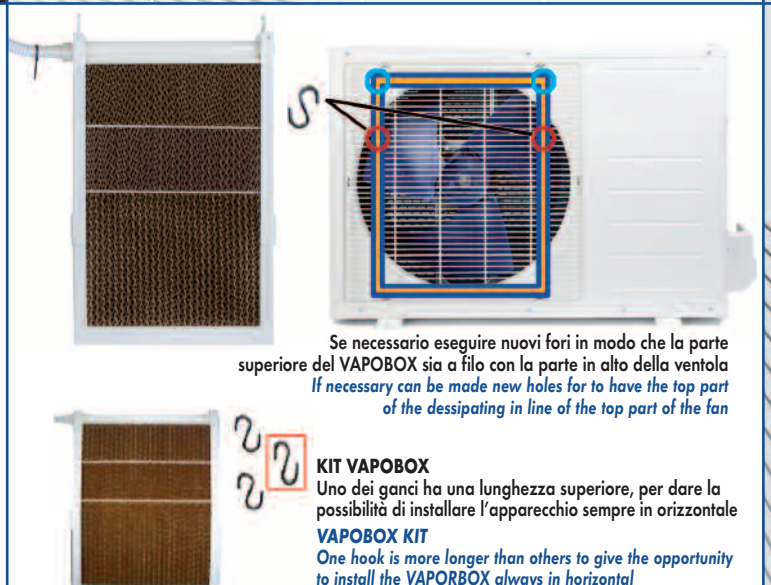 Se necessario eseguire nuovi fori in modo che la parte
superiore del VAPOBOX sia a filo con la parte in alto della ventola
If necessary can be made new holes for to have the top part
of the dessipating in line of the top part of the fan
KIT VAPOBOX
Uno dei ganci ha una lunghezza superiore, per dare la
possibilità di installare l'apparecchio sempre in orizzontale
VAPOBOX KIT
One hook is more longer than others to give the opportunity
to install the VAPORBOX always in horizontal